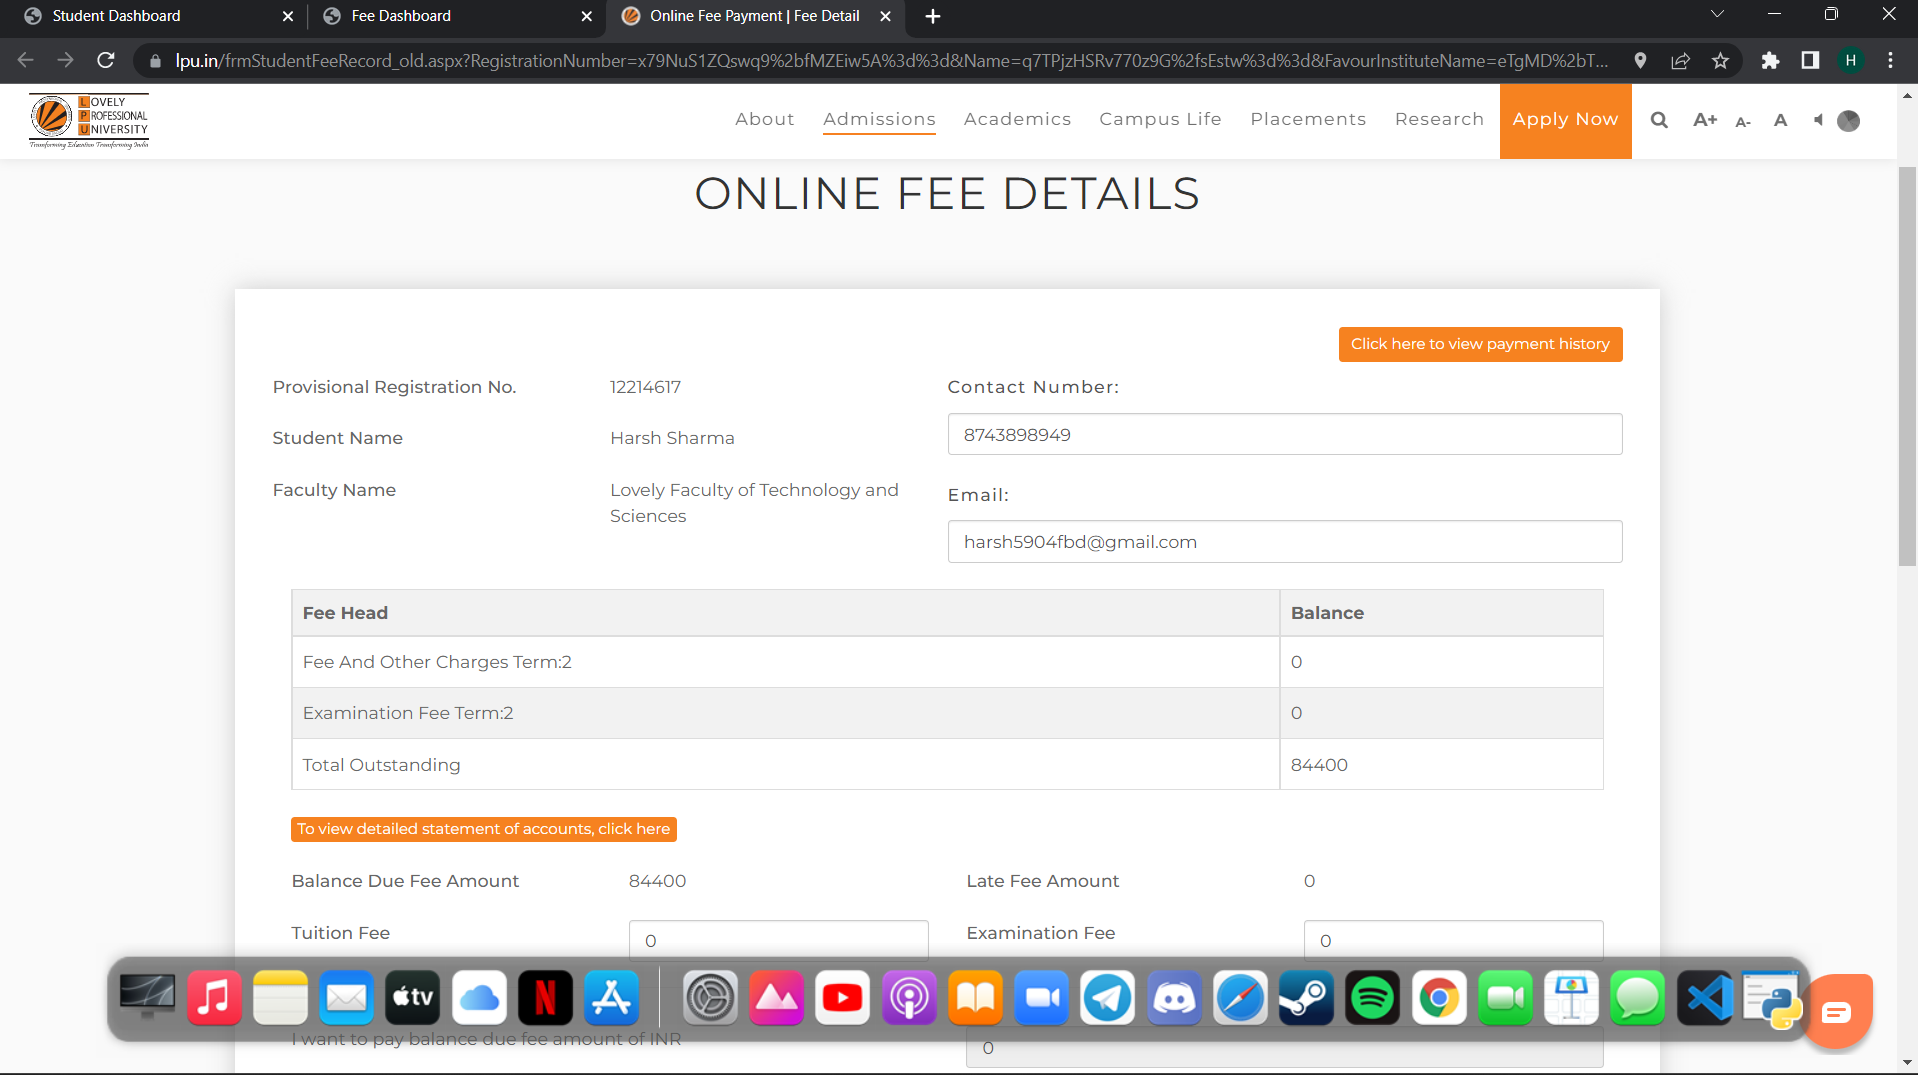 Student Dashboard
Fee Dashboard
Online Fee Payment | Fee Detail
lpu.in/frmStudentFeeRecord_old.aspx?RegistrationNumber=x79NuS1ZQswq9%2bfMZEiw5A%3d%3d&Name=q7TPjzHSRv770z9G%2fsEstw%3d%3d&FavourInstituteName=eTgMD%2bT...
H
LOVELY
PROFESSIONAL
UNIVERSITY
Transforming Education Transforming India
About
Admissions
Academics
Campus Life
Placements
Research
Apply Now
A+
A-
A
ONLINE FEE DETAILS
Click here to view payment history
Provisional Registration No.
12214617
Contact Number:
8743898949
Student Name
Harsh Sharma
Faculty Name
Lovely Faculty of Technology and
Sciences
Email:
harsh5904fbd@gmail.com
Fee Head
Balance
Fee And Other Charges Term:2
0
Examination Fee Term:2
0
Total Outstanding
84400
To view detailed statement of accounts, click here
Balance Due Fee Amount
84400
Late Fee Amount
0
Tuition Fee
0
Examination Fee
0
tv
N
I want to pay balance due fee amount of INR
0